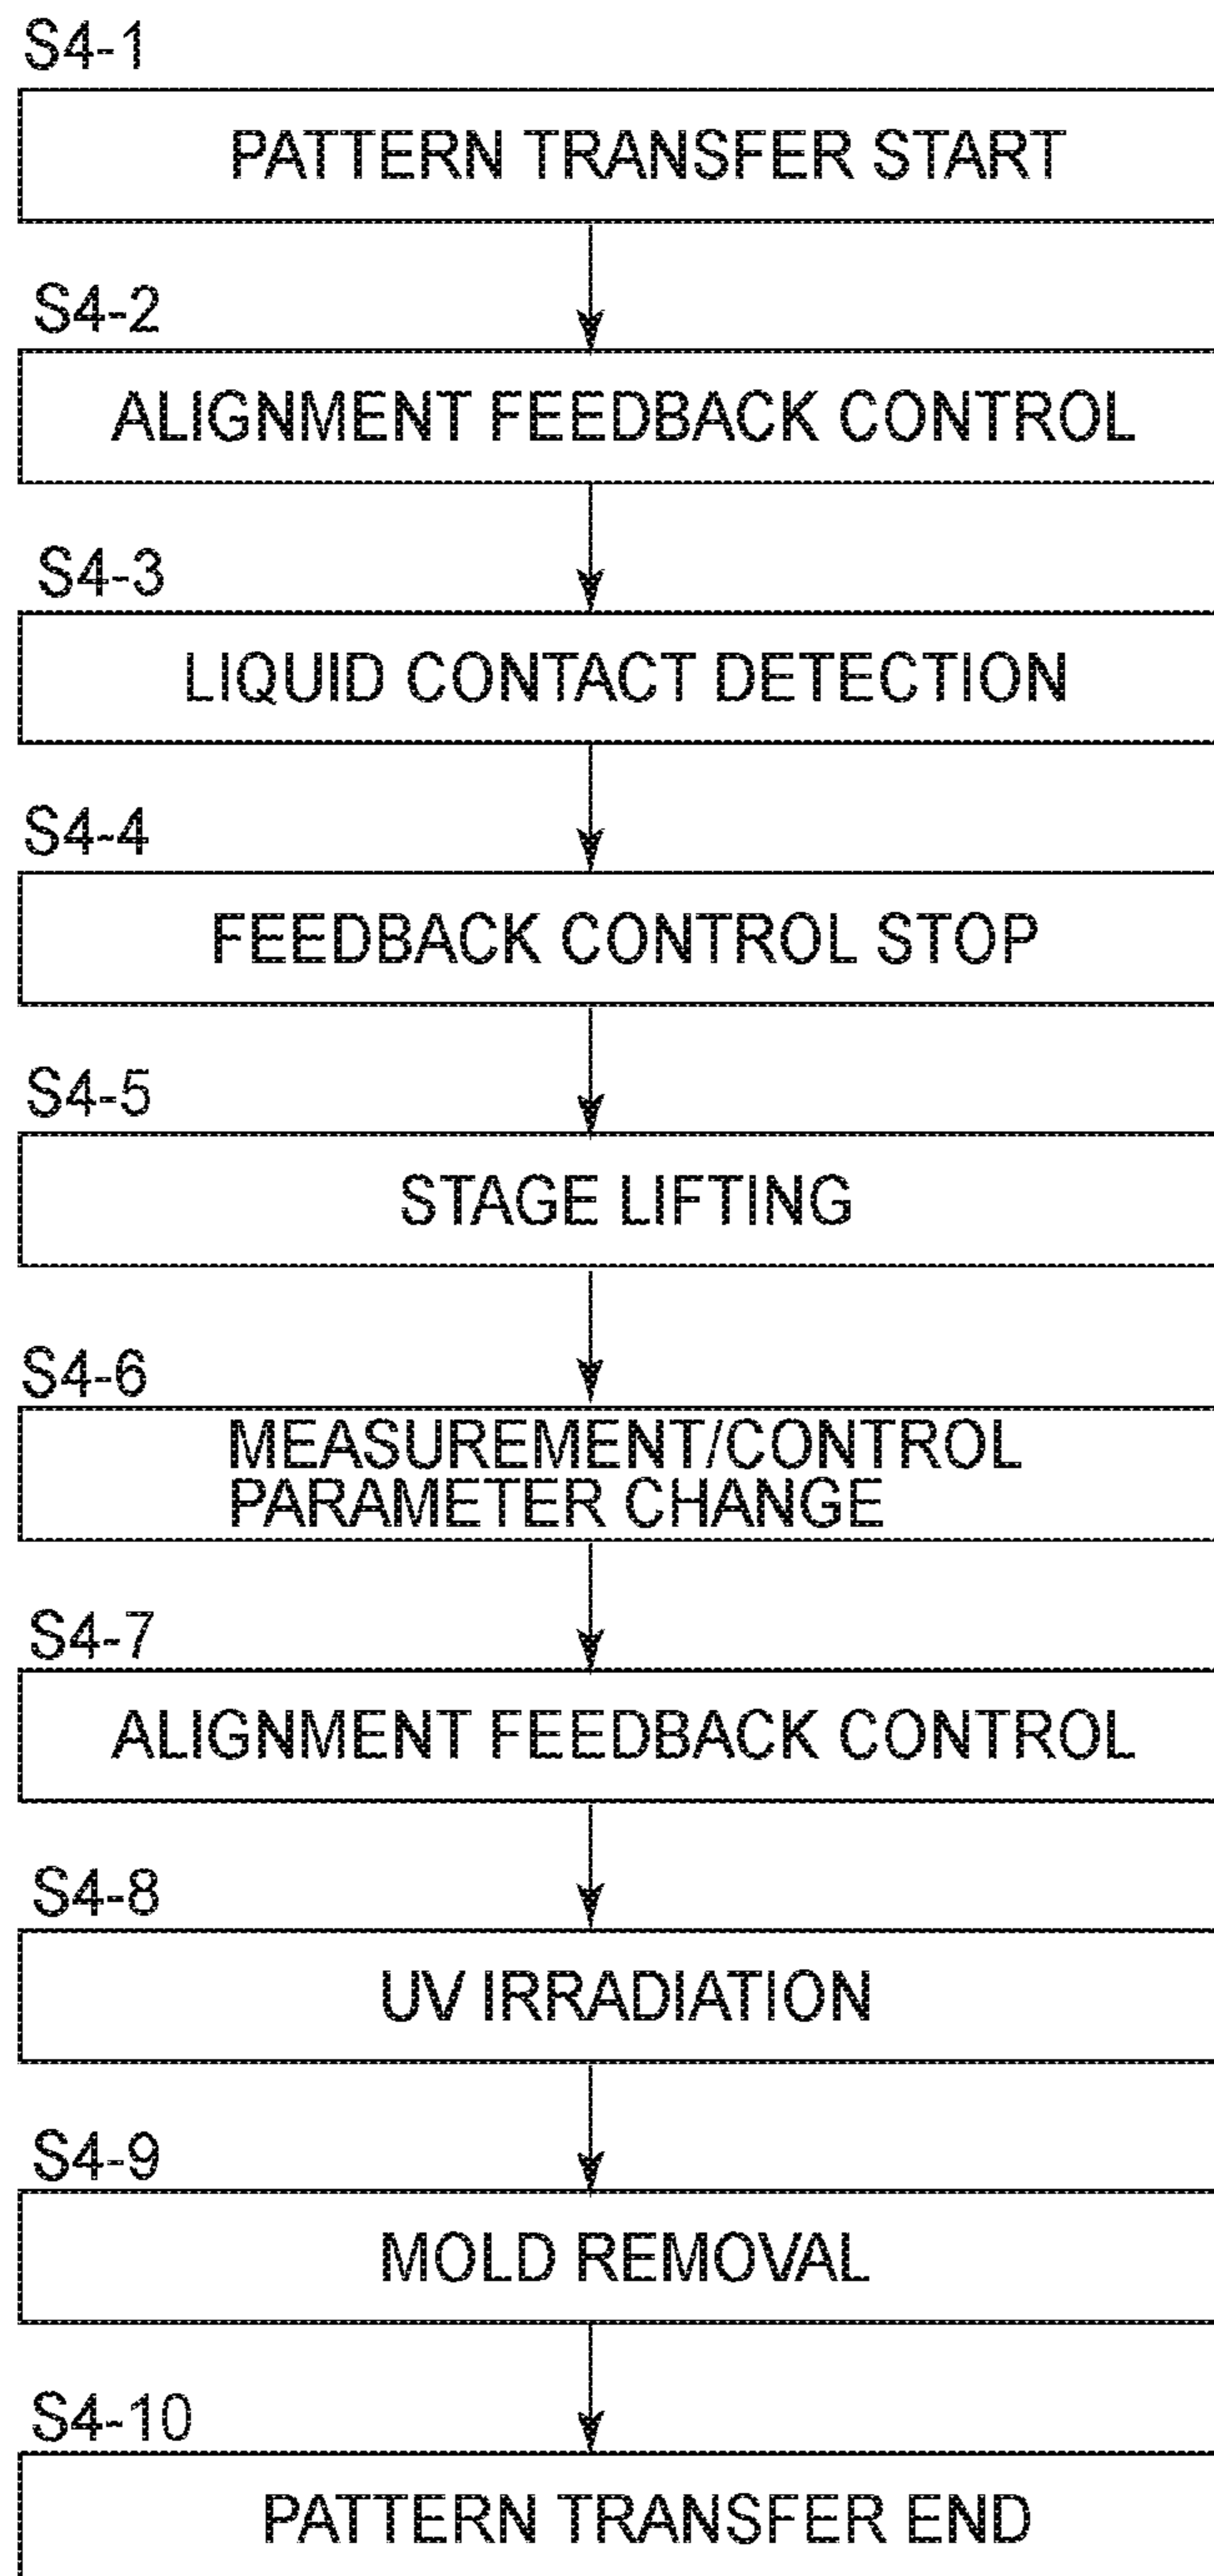 S4-1
PATTERN TRANSFER START
S4-2
ALIGNMENT FEEDBACK CONTROL
S4-3
LIQUID CONTACT DETECTION
S4-4
FEEDBACK CONTROL STOP
S4-5
STAGE LIFTING
S4-6
MEASUREMENT/CONTROL
PARAMETER CHANGE
S4-7
ALIGNMENT FEEDBACK CONTROL
S4-8
UV IRRADIATION
S4-9
MOLD REMOVAL
S4-10
PATTERN TRANSFER END